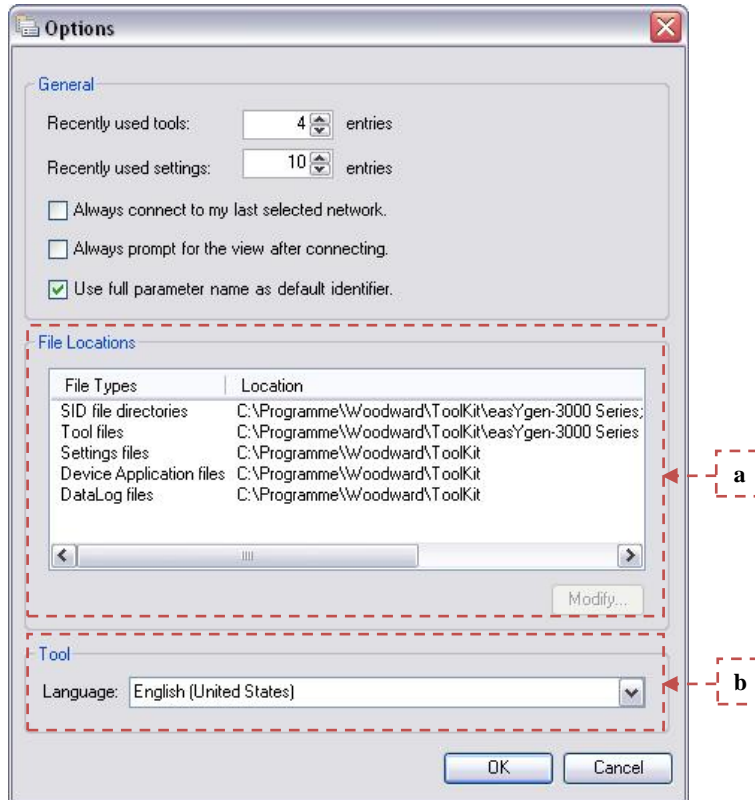 Options
General
Recently used tools: 4 entries
Recently used settings: 10 entries
Always connect to my last selected network.
Always prompt for the view after connecting.
Use full parameter name as default identifier.
File Locations
File Types Location
SID file directories C:\Programme\Woodward\ToolKit\easYgen-3000 Series;
Tool files C:\Programme\Woodward\ToolKit\easYgen-3000 Series
Settings files C:\Programme\Woodward\ToolKit
Device Application files C:\Programme\Woodward\ToolKit
DataLog files C:\Programme\Woodward\ToolKit
a
Modify...
Tool
Language: English (United States)
b
OK Cancel